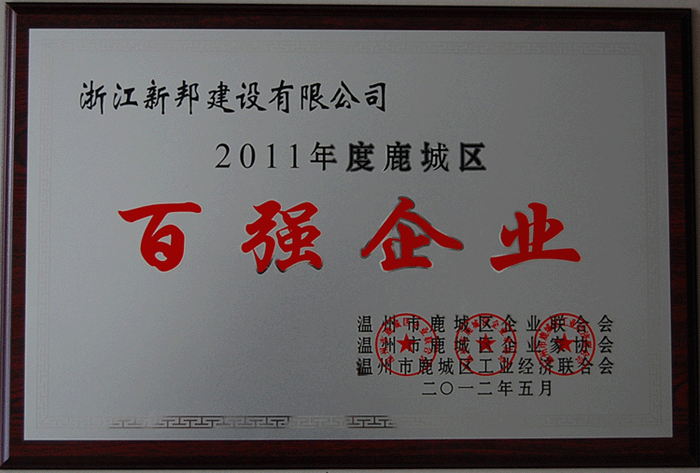 浙江新邦建设有限公司
2011年度鹿城区
百强企业
温州市鹿城区企业联合会
温州市鹿城区企业家协会
温州市鹿城区工业经济联合会
二〇一二年五月